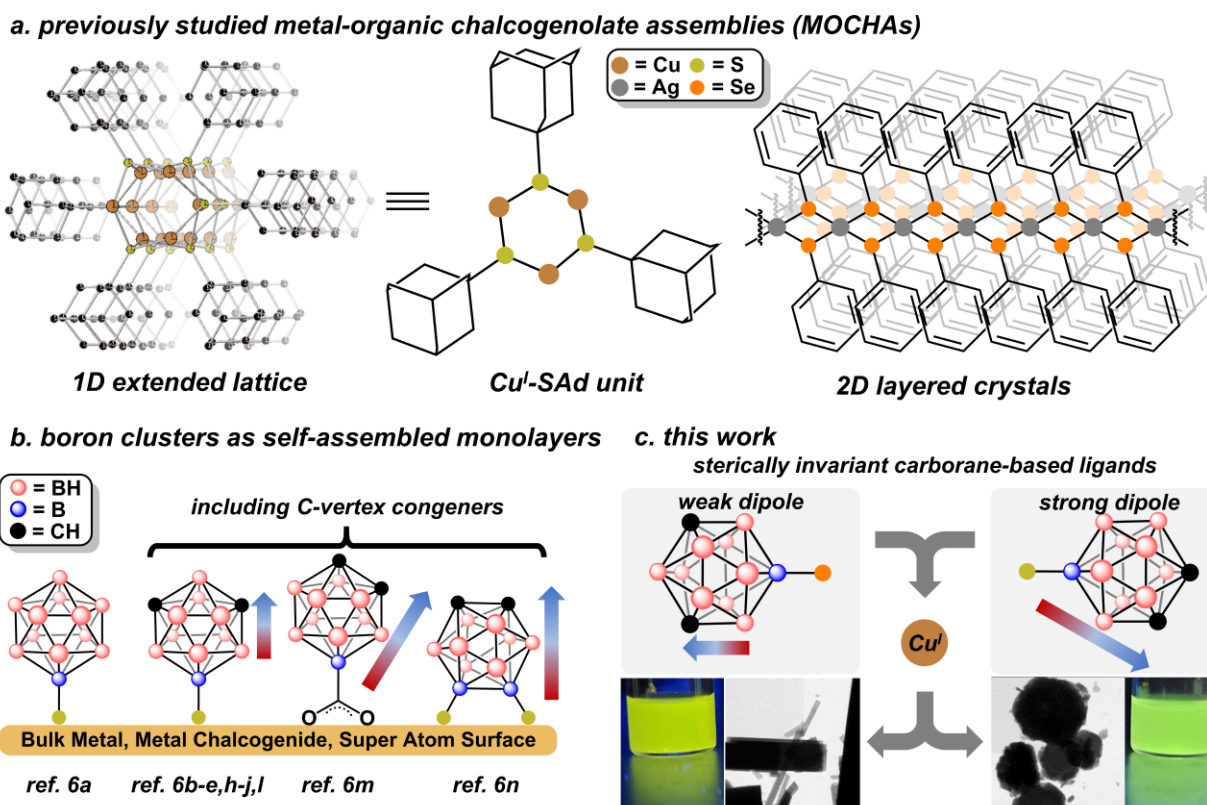 a. previously studied metal-organic chalcogenolate assemblies (MOCHAs)
= Cu = S
= Ag = Se
1D extended lattice
Cuᴵ-SAd unit
2D layered crystals
b. boron clusters as self-assembled monolayers
= BH
= B
= CH
including C-vertex congeners
O O
Bulk Metal, Metal Chalcogenide, Super Atom Surface
ref. 6a ref. 6b-e,h-j,l ref. 6m ref. 6n
c. this work
sterically invariant carborane-based ligands
weak dipole
strong dipole
Cuᴵ